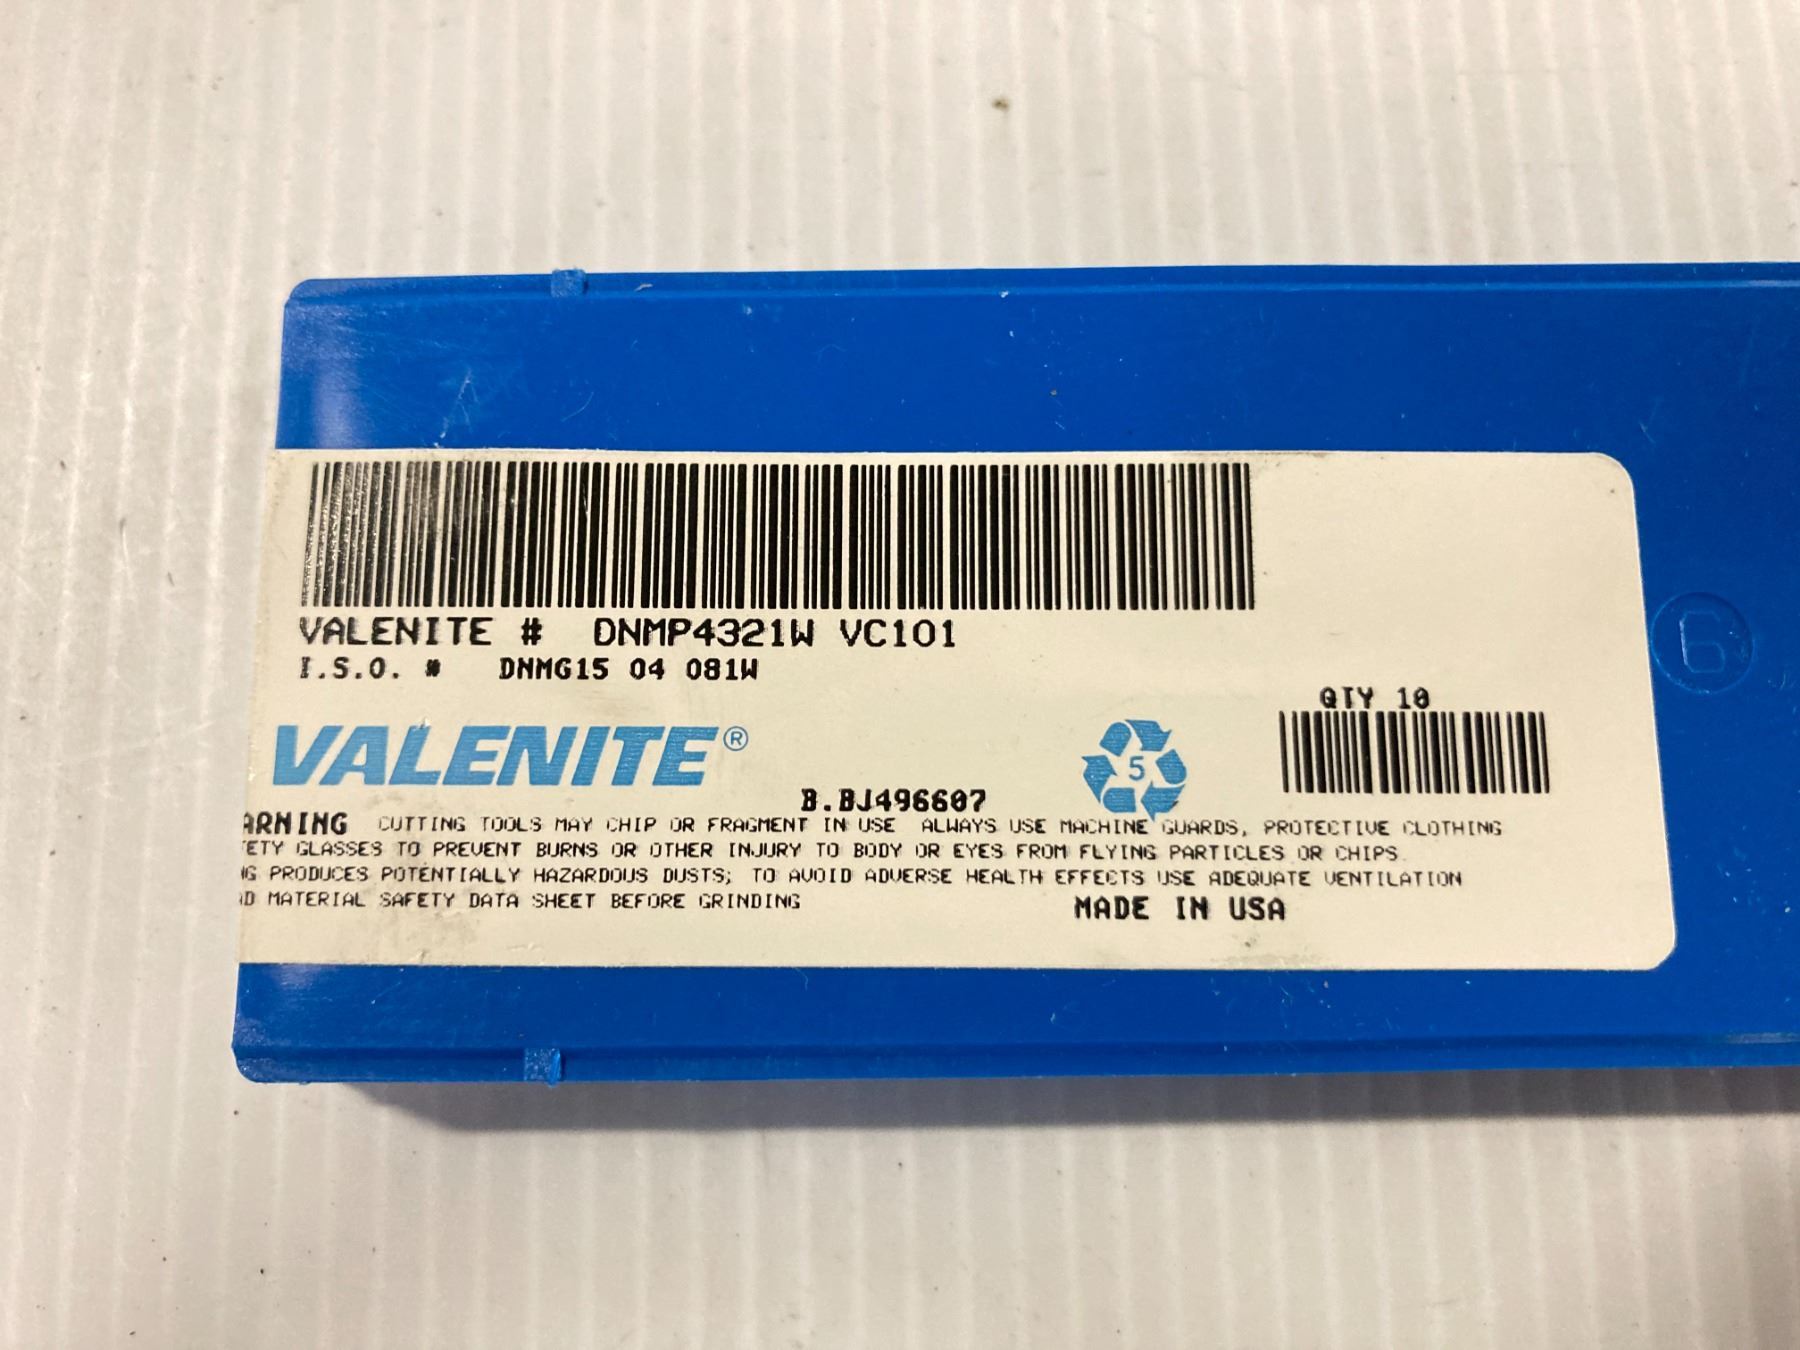 VALENITE # DNMP4321W VC101
I.S.O. # DNMG15 04 081W
QTY 10
VALENITE®
5
B.BJ496607
ARNING CUTTING TOOLS MAY CHIP OR FRAGMENT IN USE ALWAYS USE MACHINE GUARDS, PROTECTIVE CLOTHING
ETY GLASSES TO PREVENT BURNS OR OTHER INJURY TO BODY OR EYES FROM FLYING PARTICLES OR CHIPS.
NG PRODUCES POTENTIALLY HAZARDOUS DUSTS; TO AVOID ADVERSE HEALTH EFFECTS USE ADEQUATE VENTILATION
ND MATERIAL SAFETY DATA SHEET BEFORE GRINDING
MADE IN USA
6